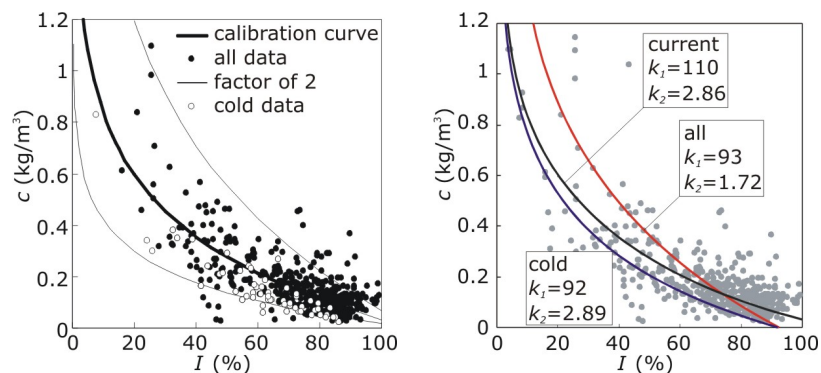 1.2
1
0.8
0.6
0.4
0.2
0
c (kg/m³)
calibration curve
all data
factor of 2
cold data
0 20 40 60 80 100
I (%)
1.2
1
0.8
0.6
0.4
0.2
0
c (kg/m³)
current
k₁=110
k₂=2.86
all
k₁=93
k₂=1.72
cold
k₁=92
k₂=2.89
0 20 40 60 80 100
I (%)